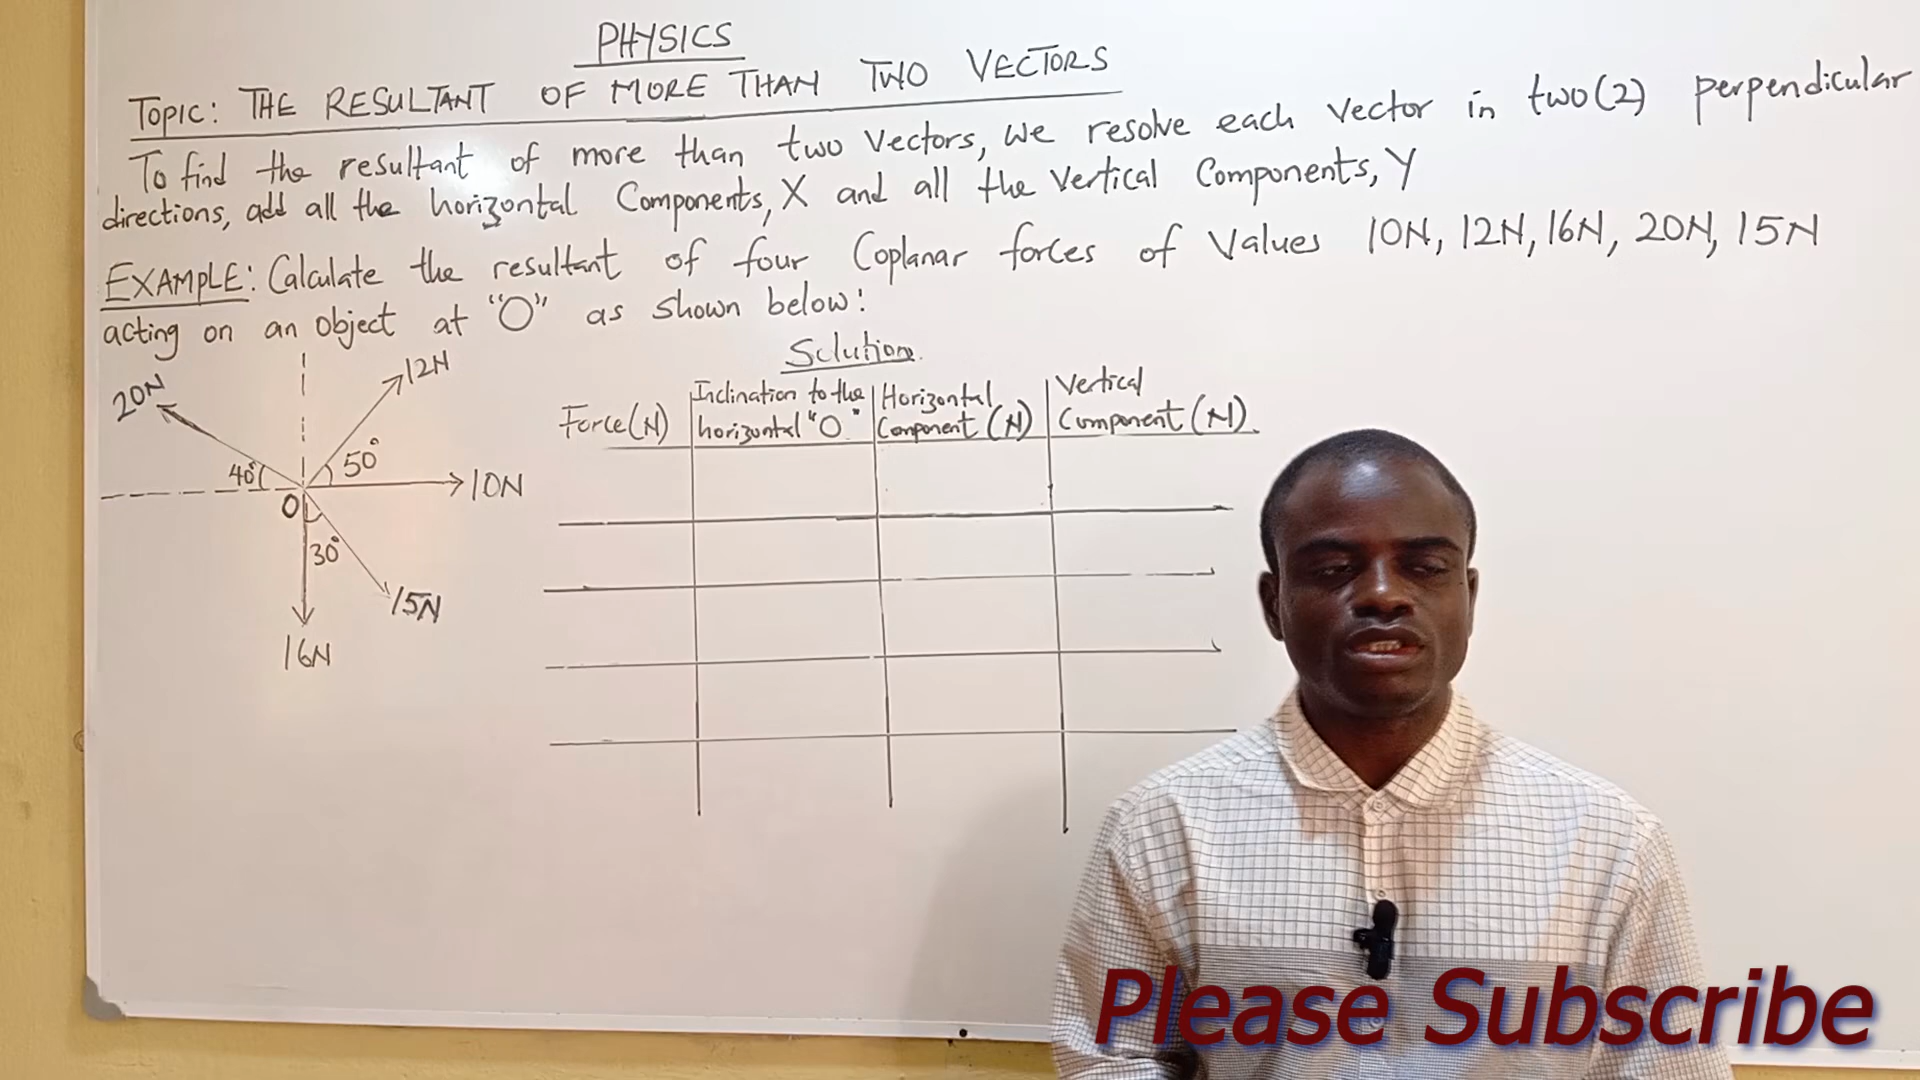 PHYSICS
TOPIC: THE RESULTANT OF MORE THAN TWO VECTORS
To find the resultant of more than two vectors, we resolve each vector in two(2) perpendicular
directions, add all the horizontal Components, X and all the vertical Components, Y
EXAMPLE: Calculate the resultant of four Coplanar forces of Values 10N, 12N, 16N, 20N, 15N
acting on an object at "O" as shown below:
Solution.
20N
12N
40°
50°
10N
O
30°
15N
16N
Force(N)
Inclination to the
horizontal "O"
Horizontal
Component (N)
Vertical
Component (N)
Please Subscribe